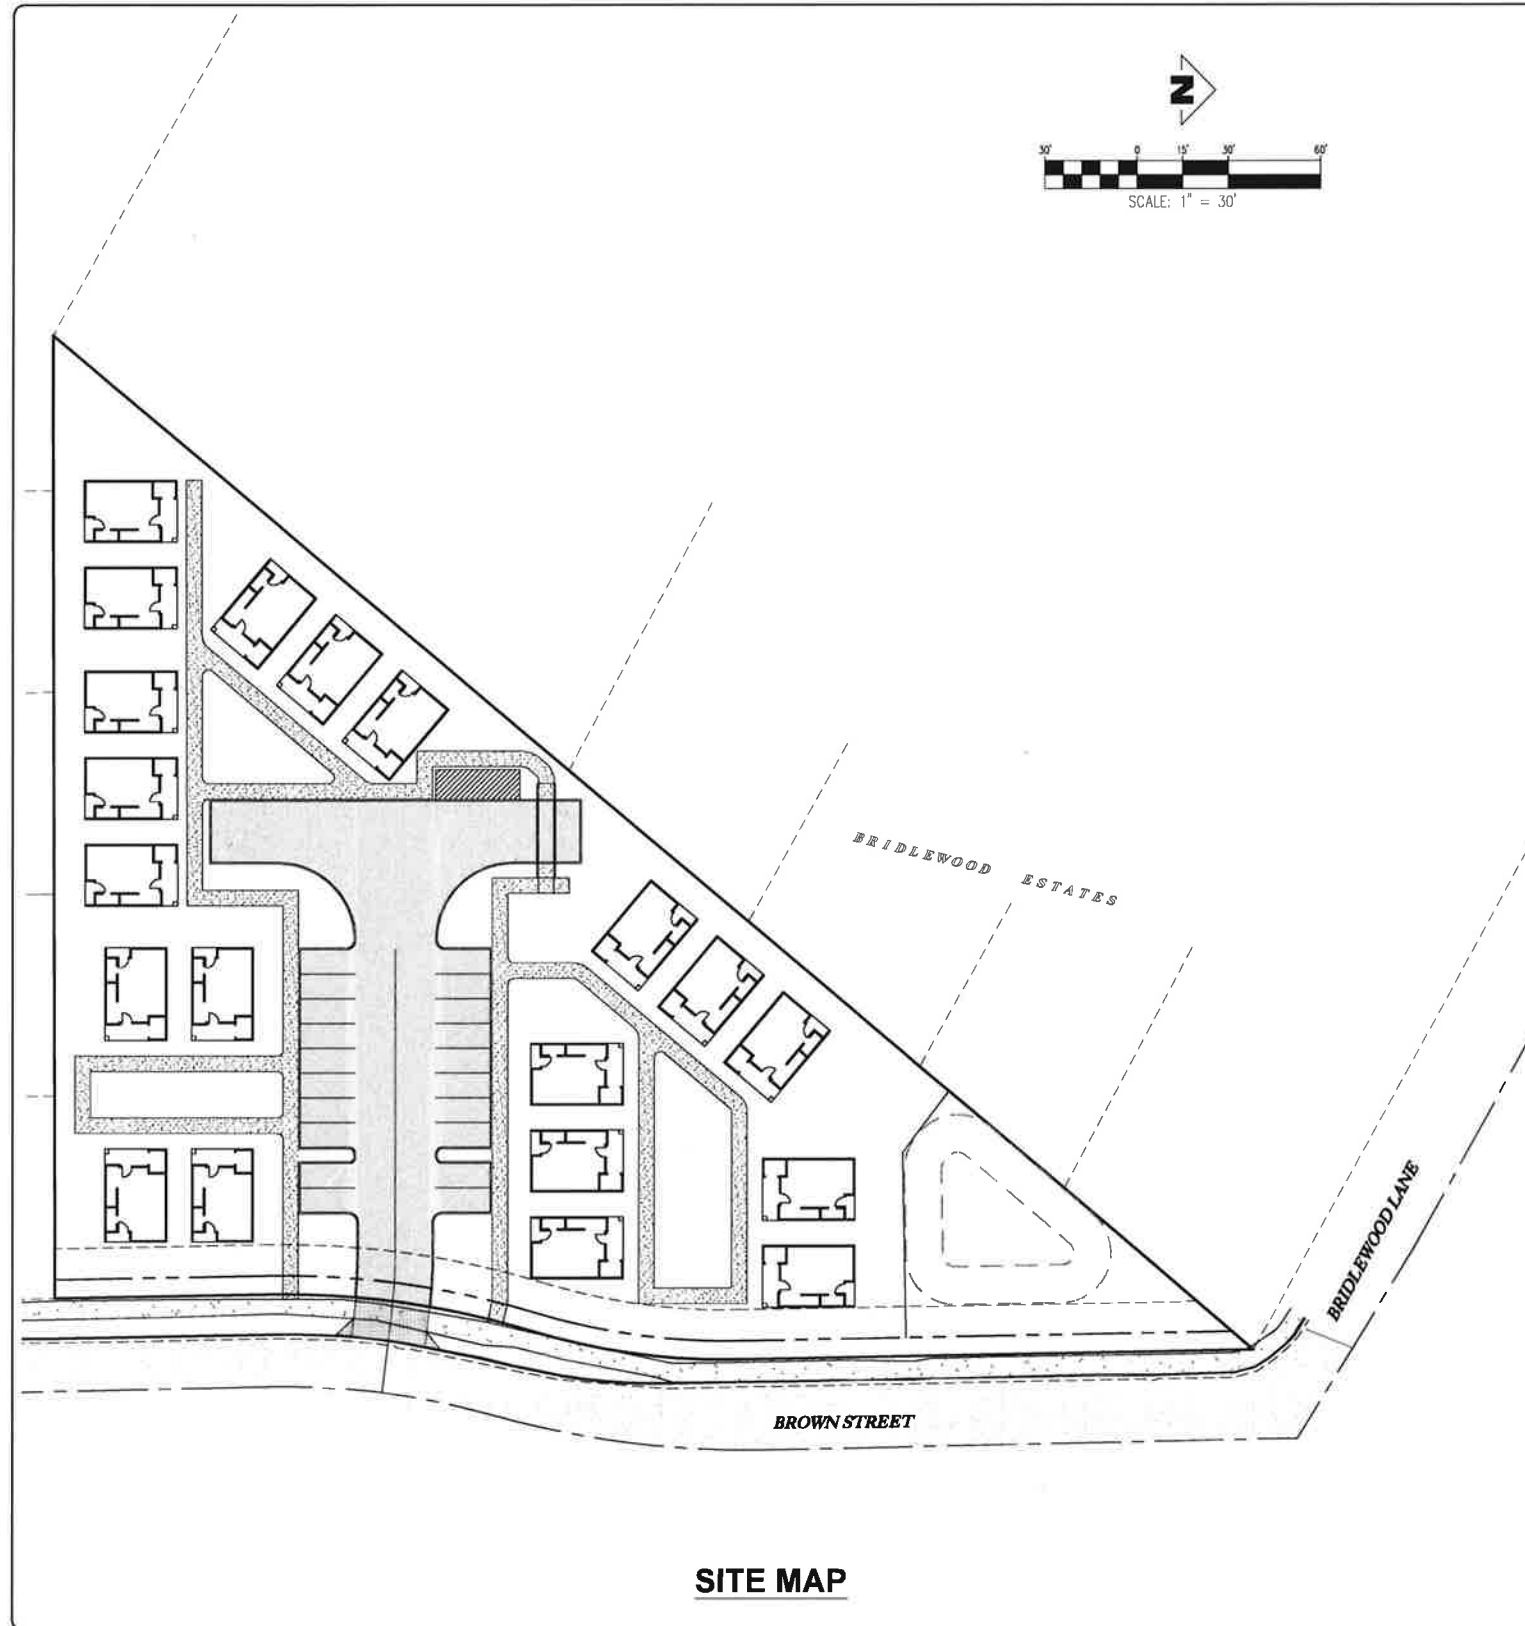 N
30' 0 15' 30' 60'
SCALE: 1" = 30'
BRIDLEWOOD ESTATES
BRIDLEWOOD LANE
BROWN STREET
SITE MAP